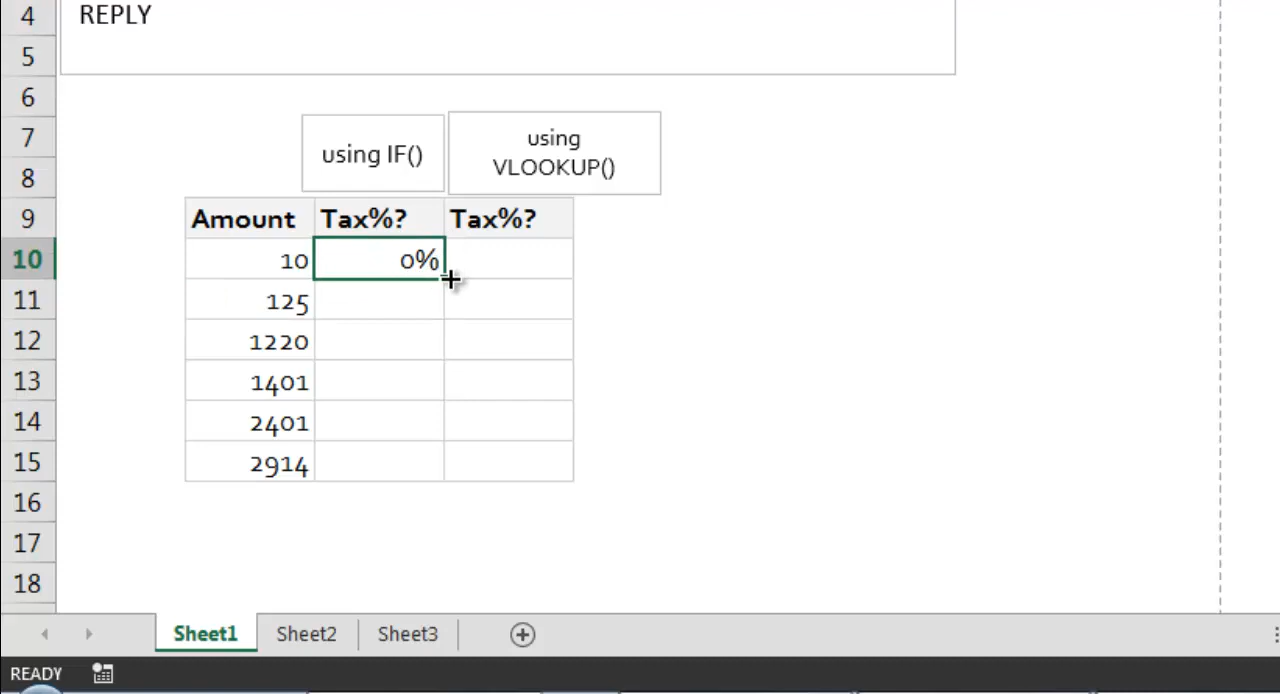 4 REPLY
5
6
7 using IF() using
8 VLOOKUP()
9 Amount Tax%? Tax%?
10 10 0%
11 125
12 1220
13 1401
14 2401
15 2914
16
17
18
Sheet1 Sheet2 Sheet3
READY